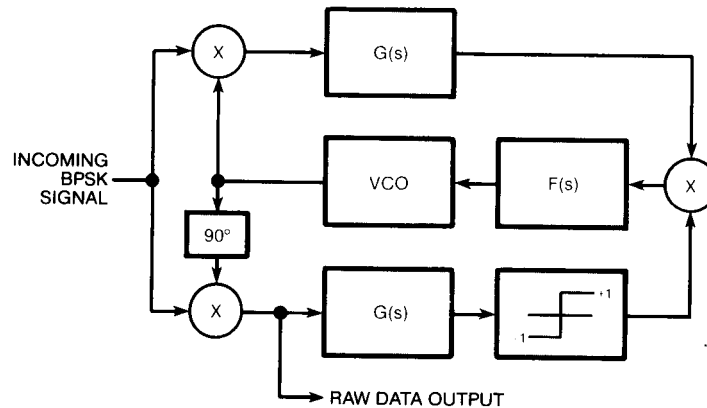 X
G(s)
INCOMING
BPSK
SIGNAL
VCO
F(s)
X
90°
X
G(s)
+1
-1
RAW DATA OUTPUT